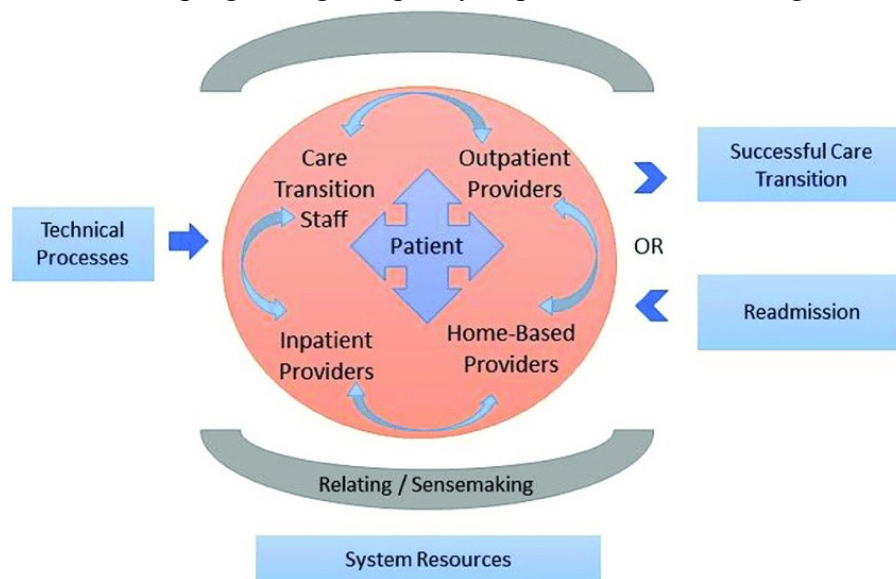 Care
Transition
Staff
Outpatient
Providers
Successful Care
Transition
Technical
Processes
Patient
OR
Inpatient
Providers
Home-Based
Providers
Readmission
Relating / Sensemaking
System Resources